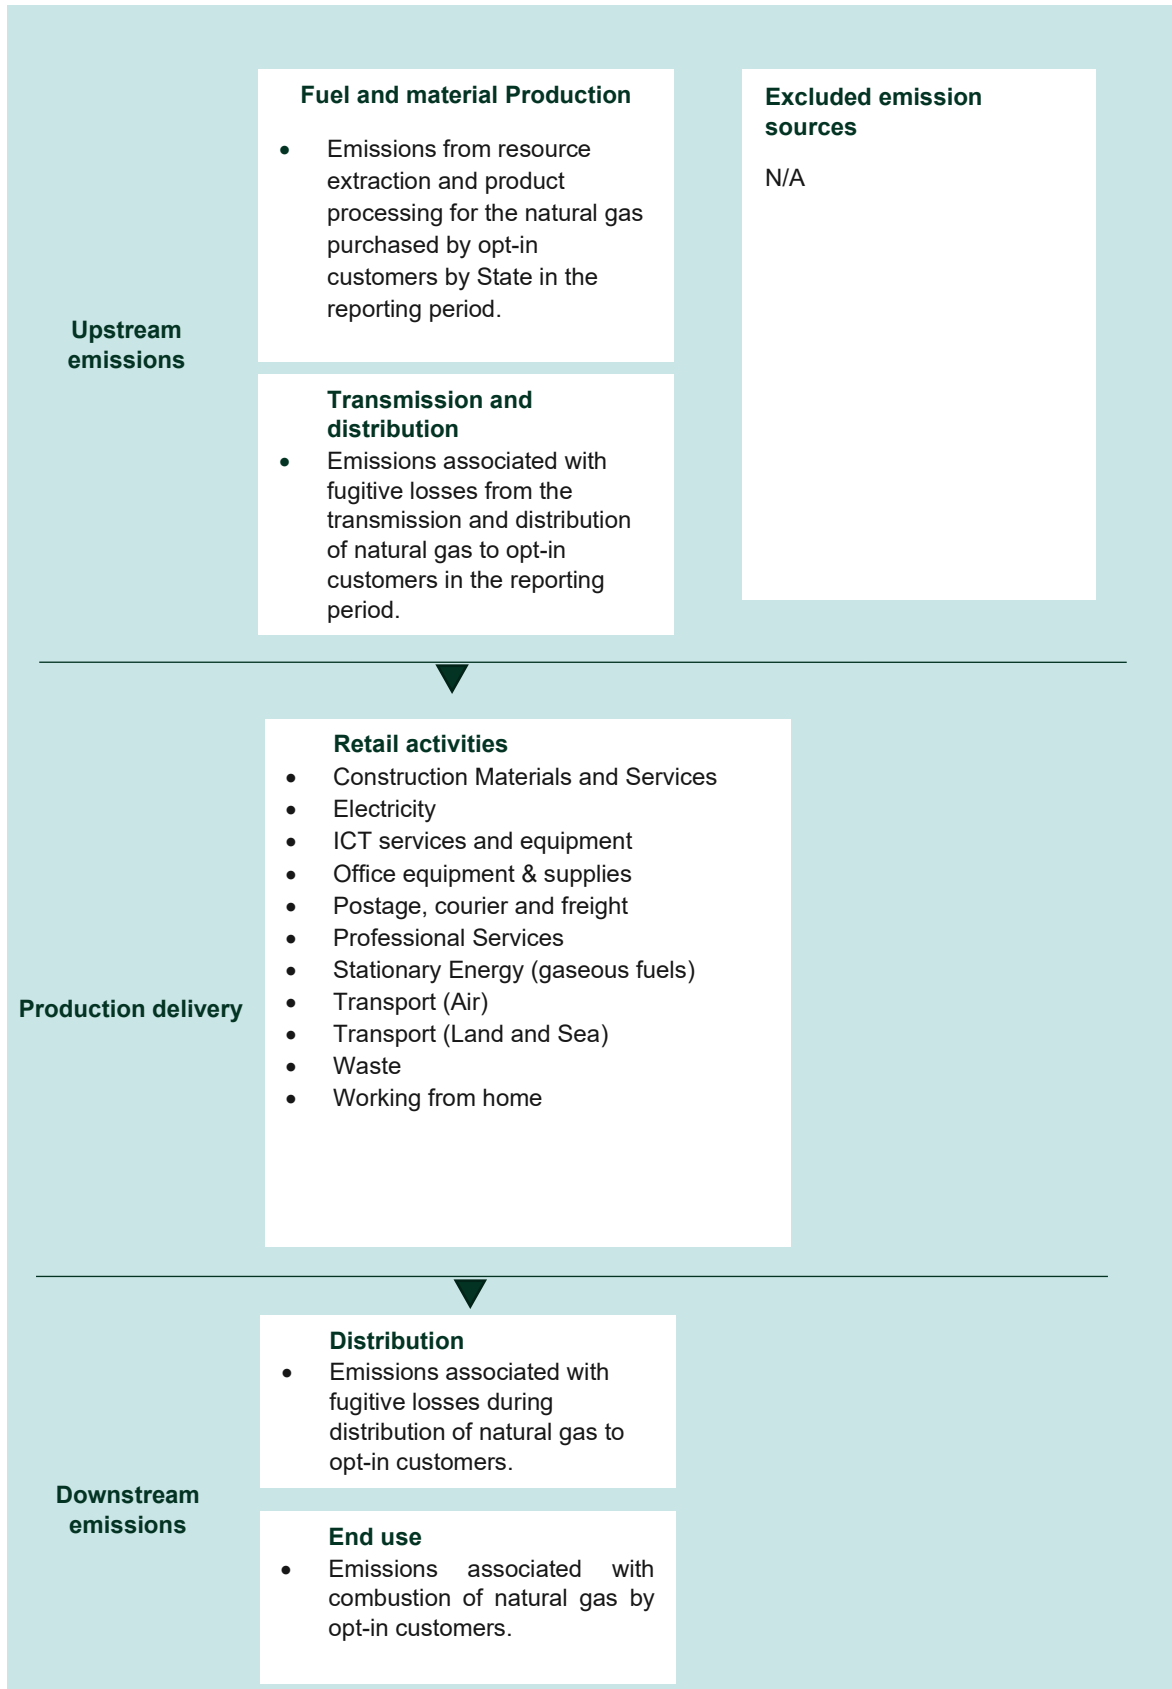 Fuel and material Production
• Emissions from resource
extraction and product
processing for the natural gas
purchased by opt-in
customers by State in the
reporting period.
Excluded emission
sources
N/A
Upstream
emissions
Transmission and
distribution
• Emissions associated with
fugitive losses from the
transmission and distribution
of natural gas to opt-in
customers in the reporting
period.
Retail activities
• Construction Materials and Services
• Electricity
• ICT services and equipment
• Office equipment & supplies
• Postage, courier and freight
• Professional Services
• Stationary Energy (gaseous fuels)
• Transport (Air)
• Transport (Land and Sea)
• Waste
• Working from home
Production delivery
Distribution
• Emissions associated with
fugitive losses during
distribution of natural gas to
opt-in customers.
Downstream
emissions
End use
• Emissions associated with
combustion of natural gas by
opt-in customers.